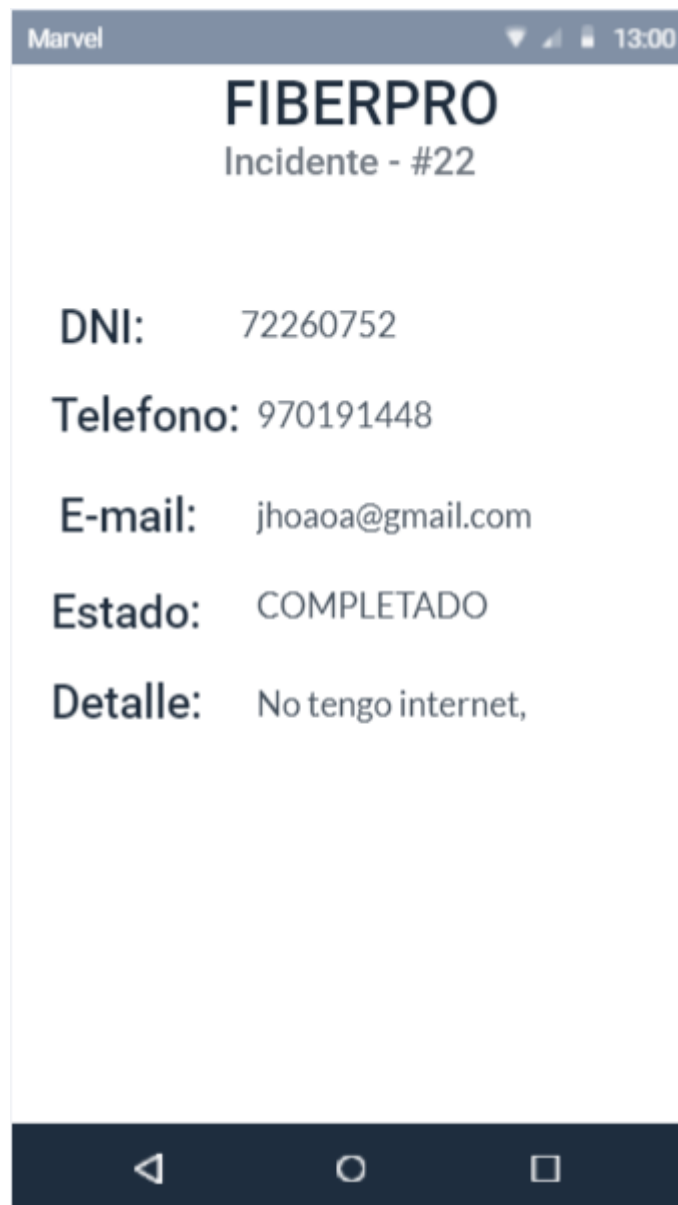 Marvel 13:00
FIBERPRO
Incidente - #22
DNI: 72260752
Telefono: 970191448
E-mail: jhoaoa@gmail.com
Estado: COMPLETADO
Detalle: No tengo internet,